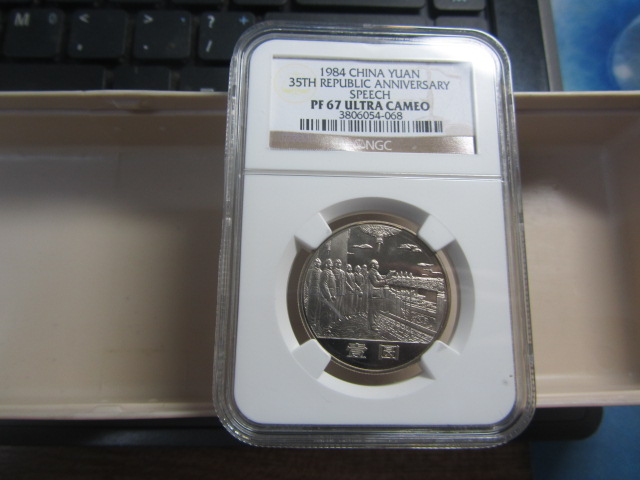 M
?
1984 CHINA YUAN
35TH REPUBLIC ANNIVERSARY
SPEECH
PF 67 ULTRA CAMEO
3806054-068
NGC
壹圆